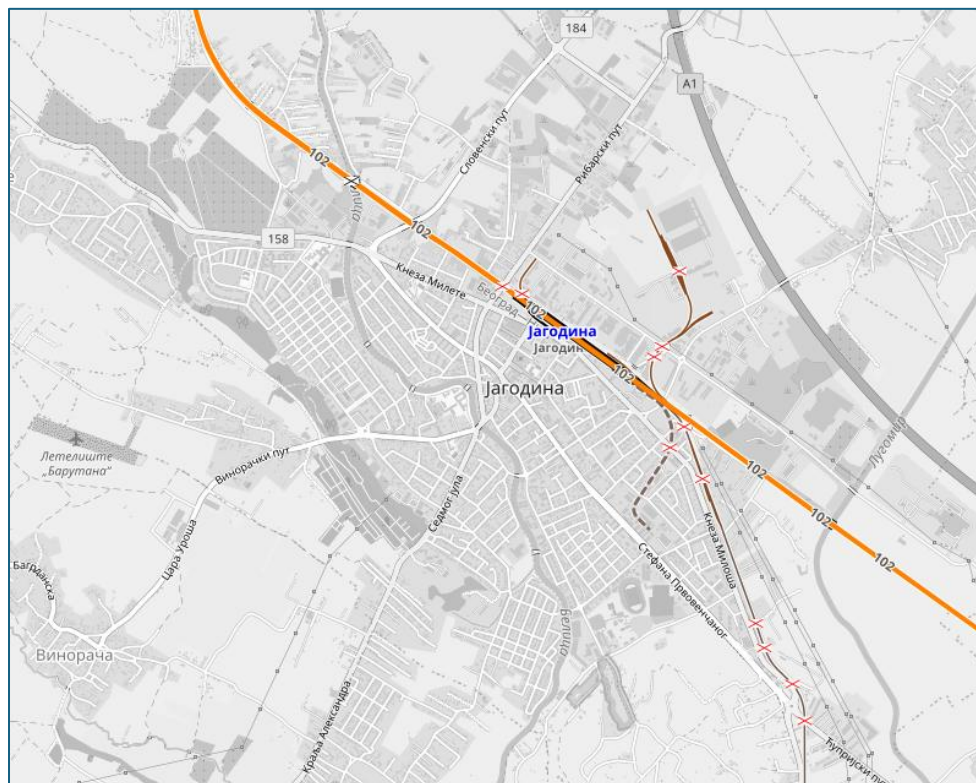 184
A1
102
Словенски пут
Рибарски пут
Белица
102
158
Кнеза Милете
Београд
102
Јагодина
Јагодин
102
Јагодина
Лугомир
Летелиште
„Барутана“
Виноrачки пут
102
Седмог јула
Кнеза Милоша
102
102
Цара Уроша
Багрданска
Стефана Првовенчаног
Белица
Винорача
Краља Александра
Ћупријски пут